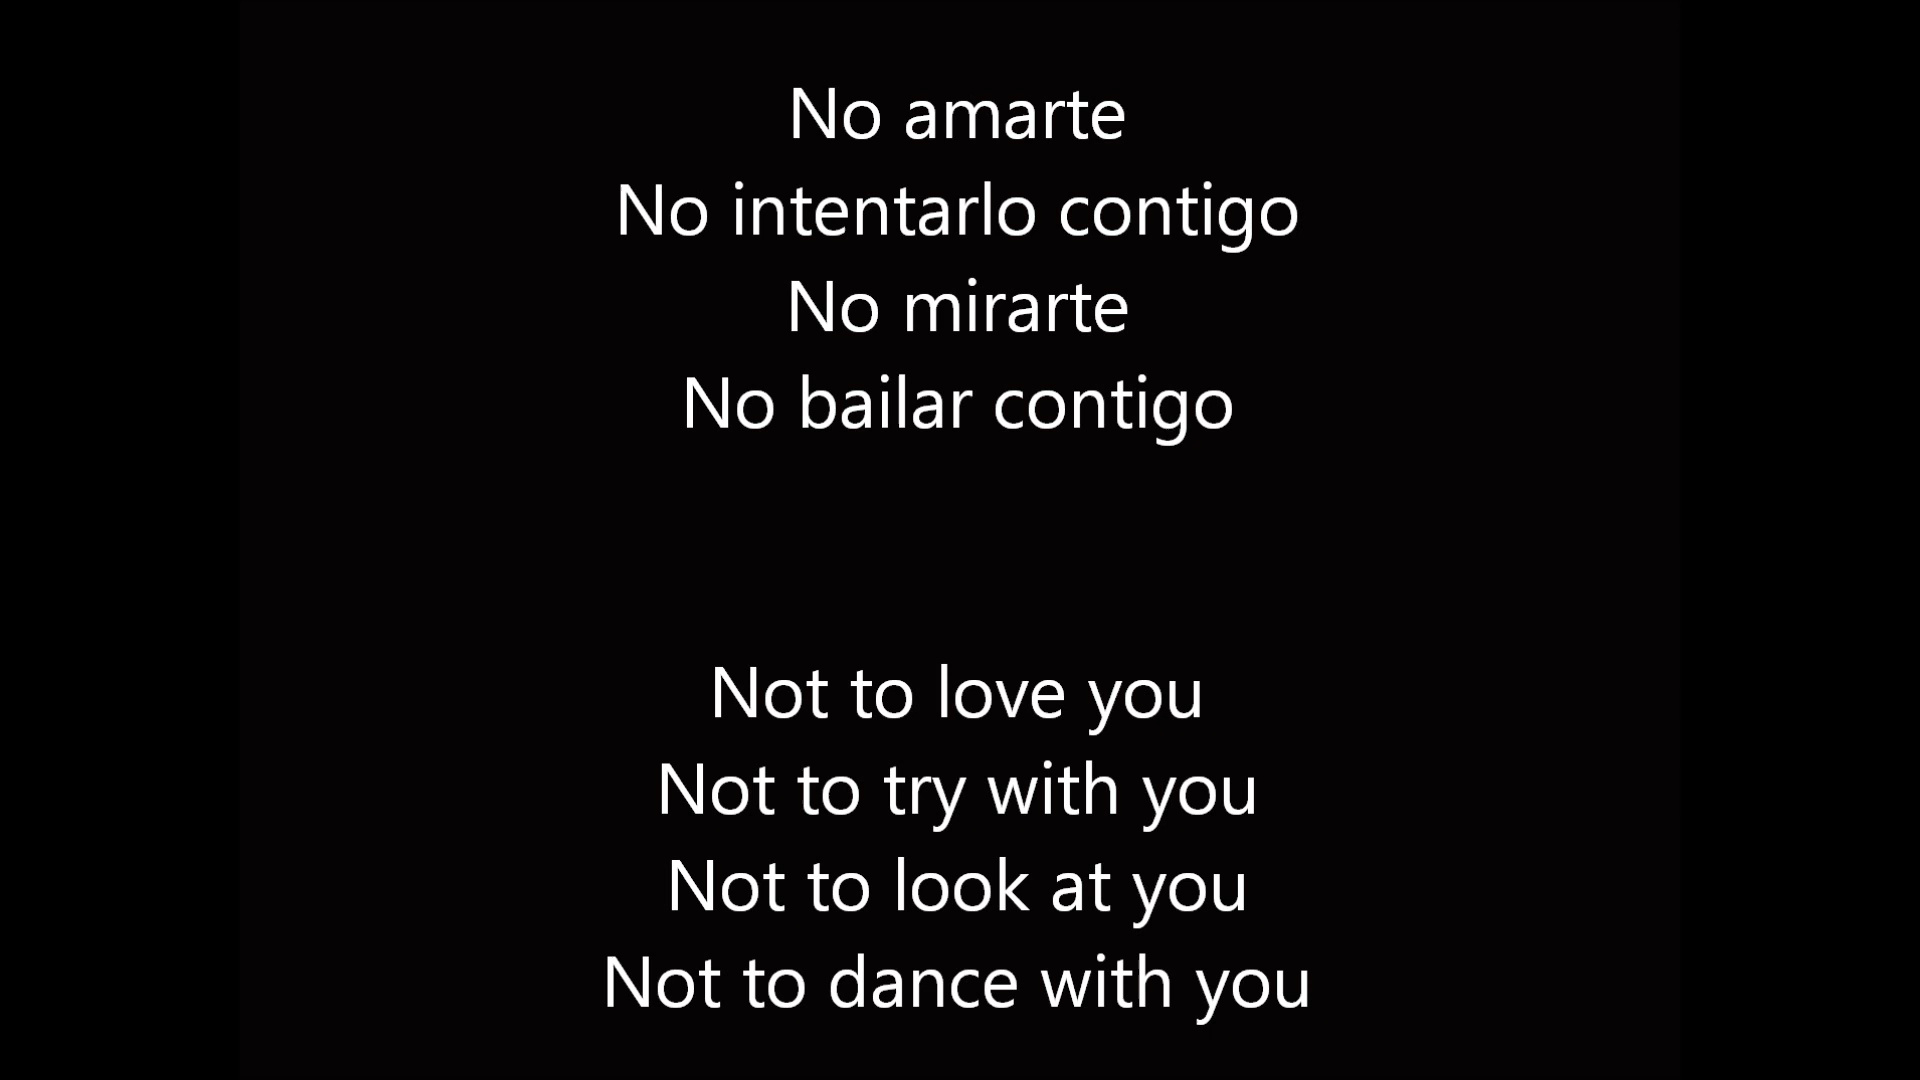 No amarte
No intentarlo contigo
No mirarte
No bailar contigo
Not to love you
Not to try with you
Not to look at you
Not to dance with you